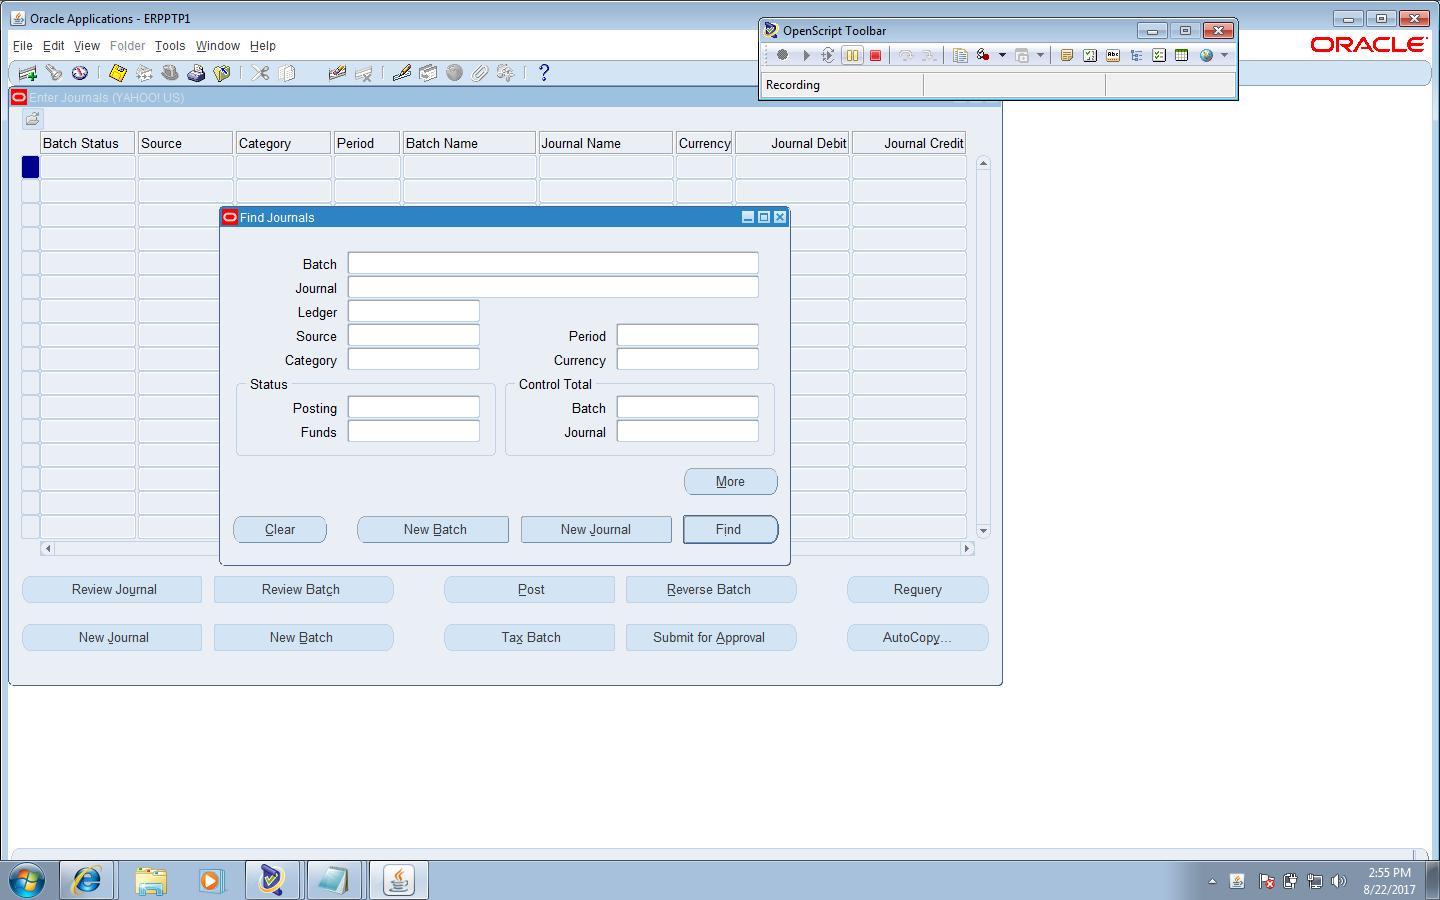 Oracle Applications - ERPPTP1
OpenScript Toolbar
File Edit View Folder Tools Window Help
ORACLE
Recording
Enter Journals (YAHOO! US)
Batch Status Source Category Period Batch Name Journal Name Currency Journal Debit Journal Credit
Find Journals
Batch
Journal
Ledger
Source Period
Category Currency
Status Control Total
Posting Batch
Funds Journal
More
Clear New Batch New Journal Find
Review Journal Review Batch Post Reverse Batch Requery
New Journal New Batch Tax Batch Submit for Approval AutoCopy...
2:55 PM
8/22/2017